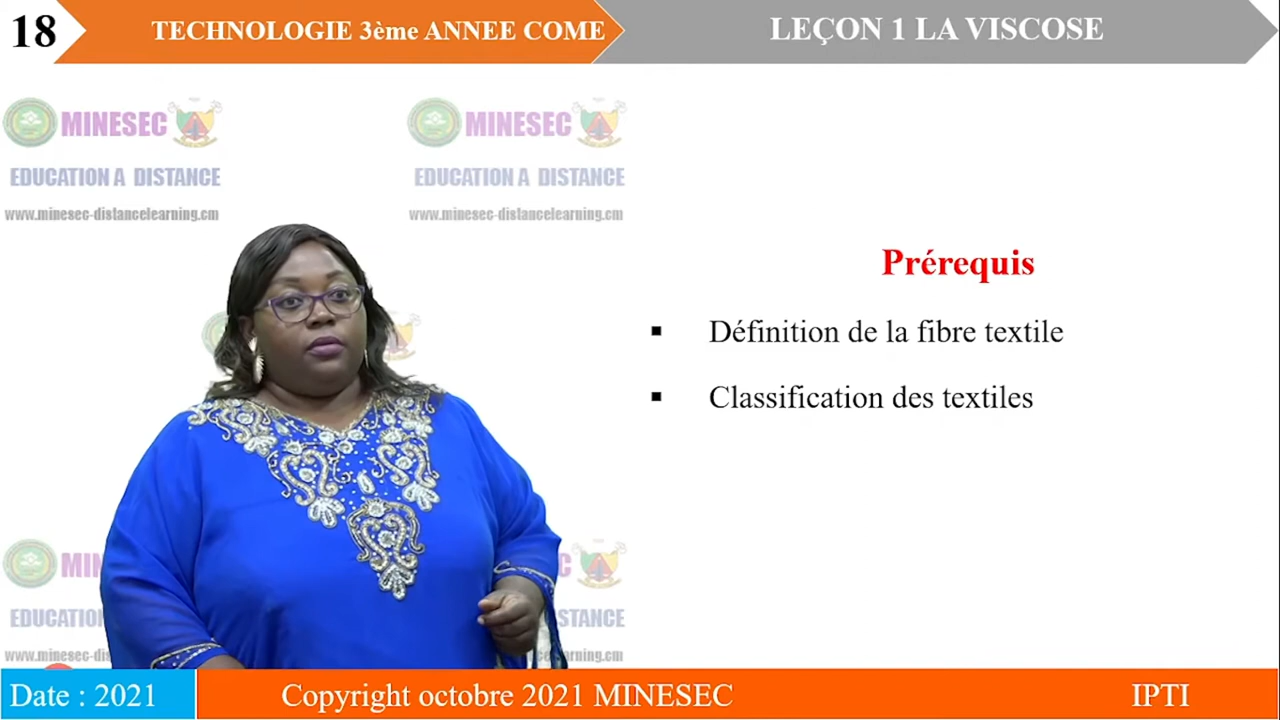 18
TECHNOLOGIE 3ème ANNEE COME
LEÇON 1 LA VISCOSE
MINESEC
EDUCATION A DISTANCE
www.minesec-distancelearning.cm
MINESEC
EDUCATION A DISTANCE
www.minesec-distancelearning.cm
Prérequis
▪ Définition de la fibre textile
▪ Classification des textiles
Date : 2021
Copyright octobre 2021 MINESEC
IPTI